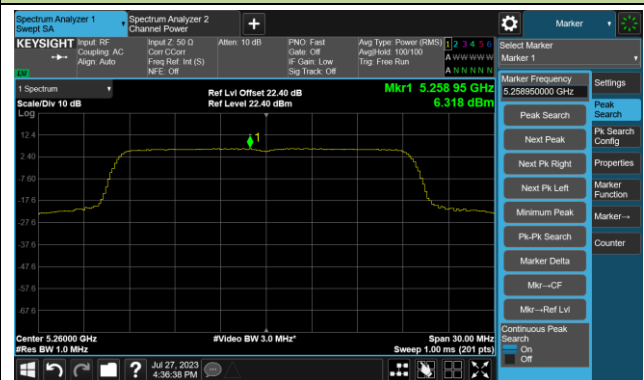 Spectrum Analyzer 1
Swept SA
Spectrum Analyzer 2
Channel Power
Marker
KEYSIGHT
Input: RF
Coupling: AC
Align: Auto
Input Z: 50 Ω
Corr CCorr
Freq Ref: Int (S)
NFE: Off
Atten: 10 dB
PNO: Fast
Gate: Off
IF Gain: Low
Sig Track: Off
Avg Type: Power (RMS)
Avg|Hold: 100/100
Trig: Free Run
1 2 3 4 5 6
A W W W W W
A N N N N N
Select Marker
Marker 1
1 Spectrum
Scale/Div 10 dB
Log
Ref Lvl Offset 22.40 dB
Ref Level 22.40 dBm
Mkr1 5.258 95 GHz
6.318 dBm
1
12.4
2.40
-7.60
-17.6
-27.6
-37.6
-47.6
-57.6
-67.6
Center 5.26000 GHz
#Res BW 1.0 MHz
#Video BW 3.0 MHz*
Span 30.00 MHz
Sweep 1.00 ms (201 pts)
Marker Frequency
5.258950000 GHz
Peak Search
Next Peak
Next Pk Right
Next Pk Left
Minimum Peak
Pk-Pk Search
Marker Delta
Mkr→CF
Mkr→Ref Lvl
Continuous Peak
Search
On
Off
Settings
Peak
Search
Pk Search
Config
Properties
Marker
Function
Marker→
Counter
Jul 27, 2023
4:36:38 PM